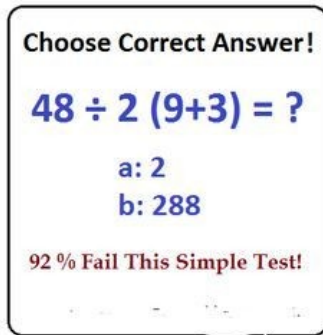 Choose Correct Answer!
48 ÷ 2 (9+3) = ?
a: 2
b: 288
92 % Fail This Simple Test!